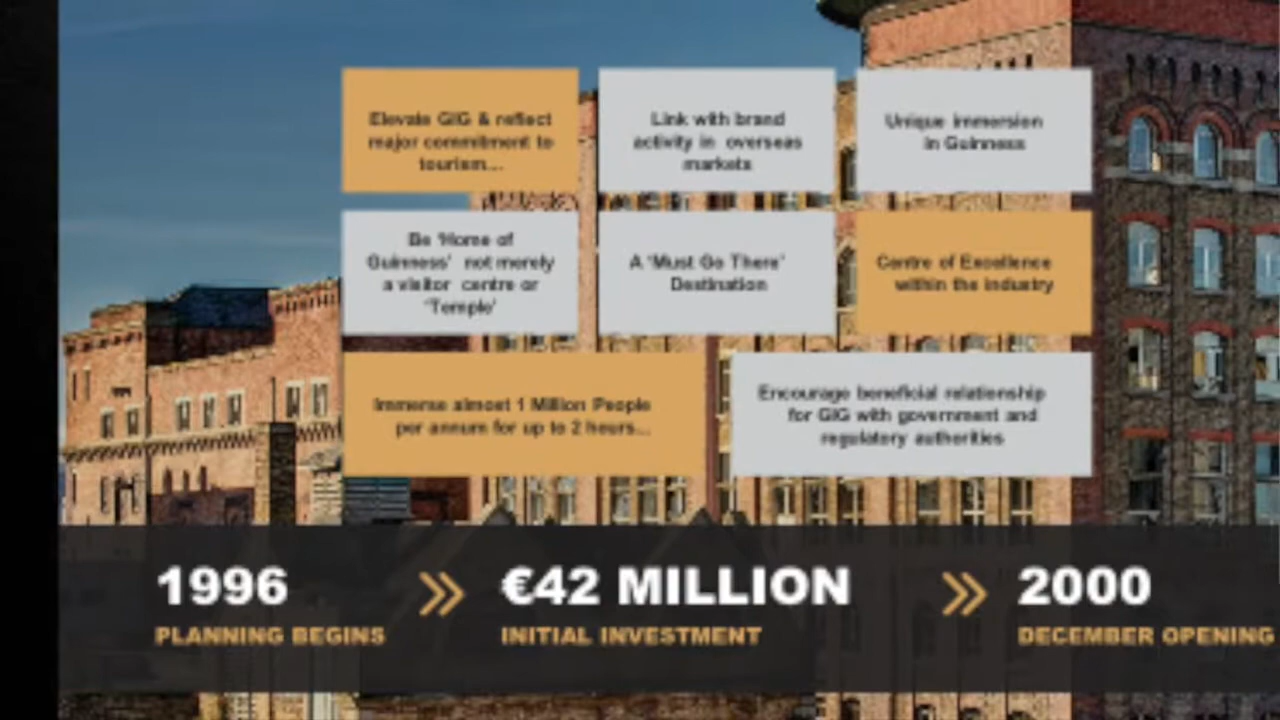 Elevate GIG & reflect
major commitment to
tourism...
Link with brand
activity in overseas
markets
Unique immersion
in Guinness
Be 'Home of
Guinness' not merely
a visitor centre or
'Temple'
A 'Must Go There'
Destination
Centre of Excellence
within the industry
Immerse almost 1 Million People
per annum for up to 2 hours...
Encourage beneficial relationship
for GIG with government and
regulatory authorities
1996
PLANNING BEGINS
€42 MILLION
INITIAL INVESTMENT
2000
DECEMBER OPENING